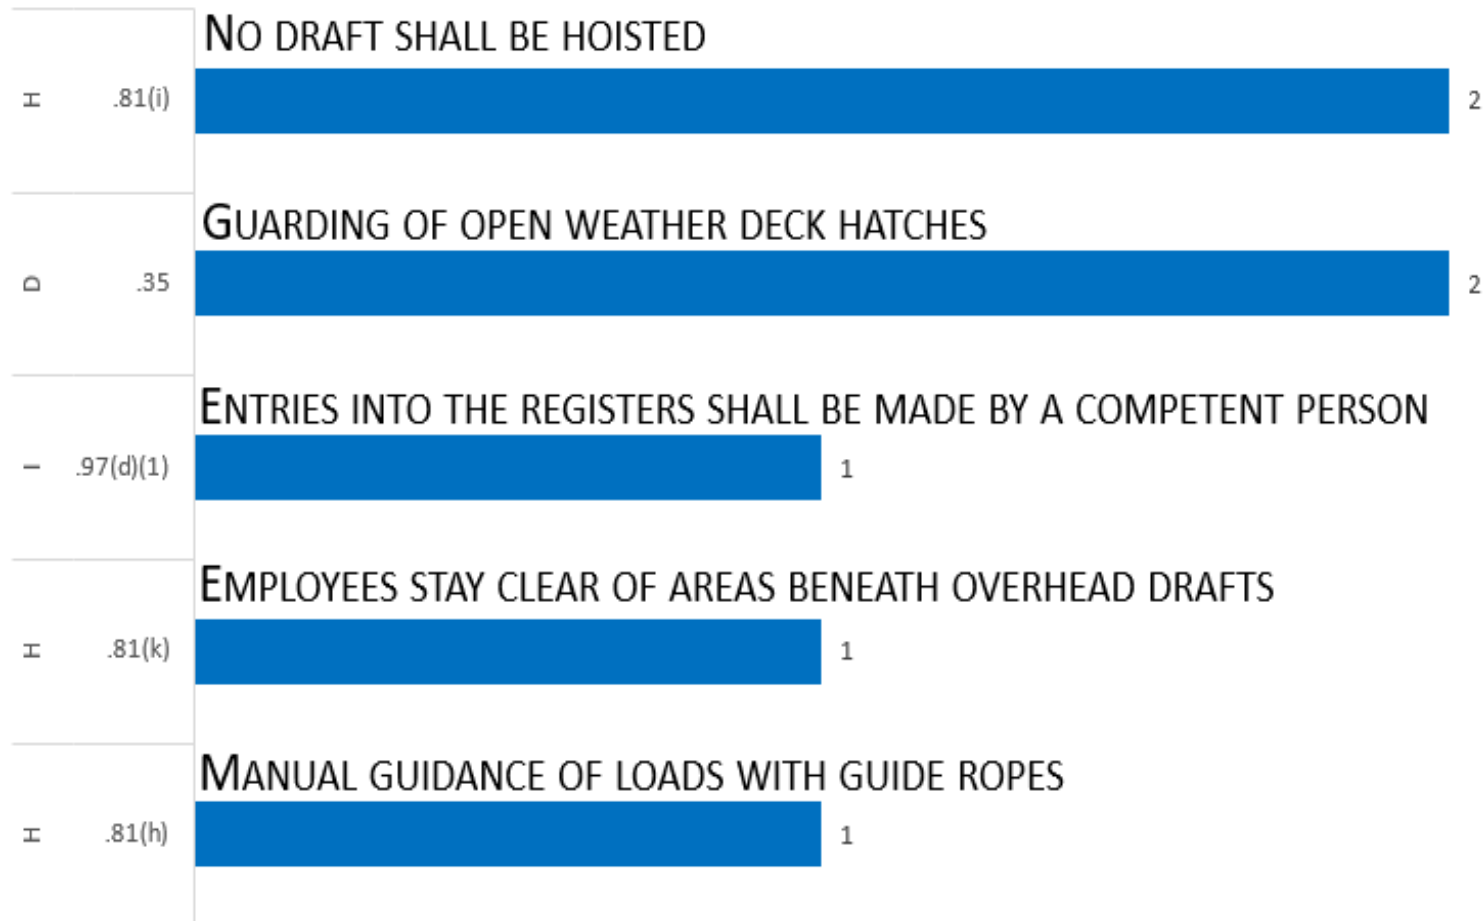 NO DRAFT SHALL BE HOISTED
H .81(i) 2
GUARDING OF OPEN WEATHER DECK HATCHES
D .35 2
ENTRIES INTO THE REGISTERS SHALL BE MADE BY A COMPETENT PERSON
I .97(d)(1) 1
EMPLOYEES STAY CLEAR OF AREAS BENEATH OVERHEAD DRAFTS
H .81(k) 1
MANUAL GUIDANCE OF LOADS WITH GUIDE ROPES
H .81(h) 1